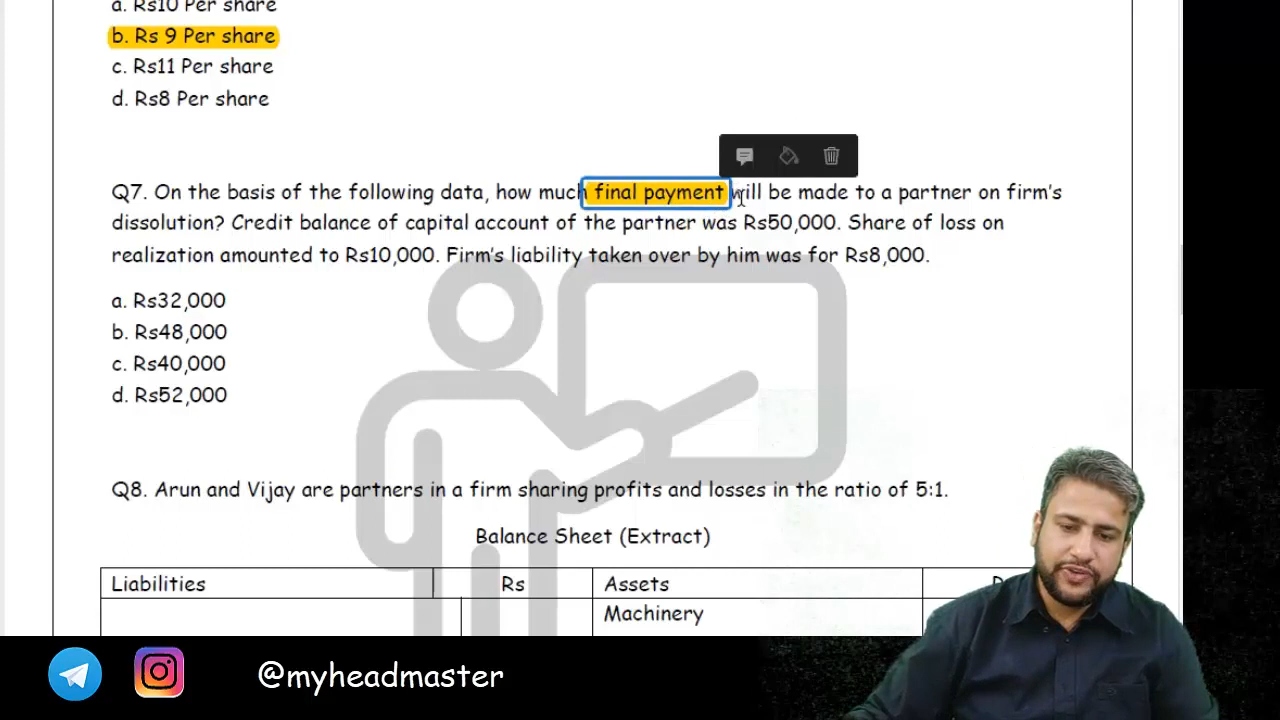 a. Rs10 Per share
b. Rs 9 Per share
c. Rs11 Per share
d. Rs8 Per share
Q7. On the basis of the following data, how much final payment will be made to a partner on firm's
dissolution? Credit balance of capital account of the partner was Rs50,000. Share of loss on
realization amounted to Rs10,000. Firm's liability taken over by him was for Rs8,000.
a. Rs32,000
b. Rs48,000
c. Rs40,000
d. Rs52,000
Q8. Arun and Vijay are partners in a firm sharing profits and losses in the ratio of 5:1.
Balance Sheet (Extract)
Liabilities Rs Assets
Machinery
@myheadmaster